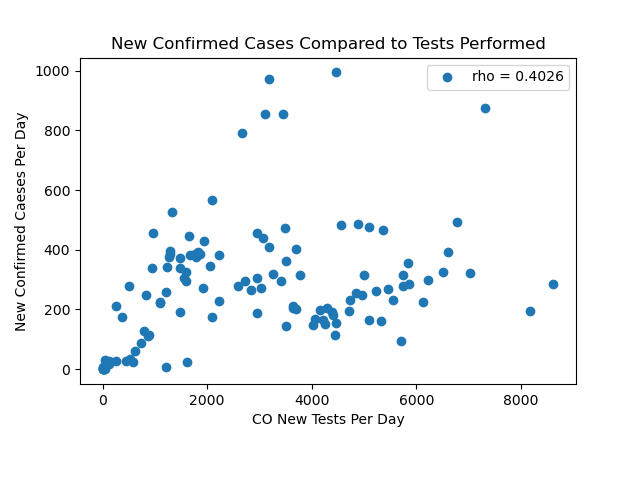 New Confirmed Cases Compared to Tests Performed
rho = 0.4026
1000
800
600
400
200
0
New Confirmed Caeses Per Day
0 2000 4000 6000 8000
CO New Tests Per Day